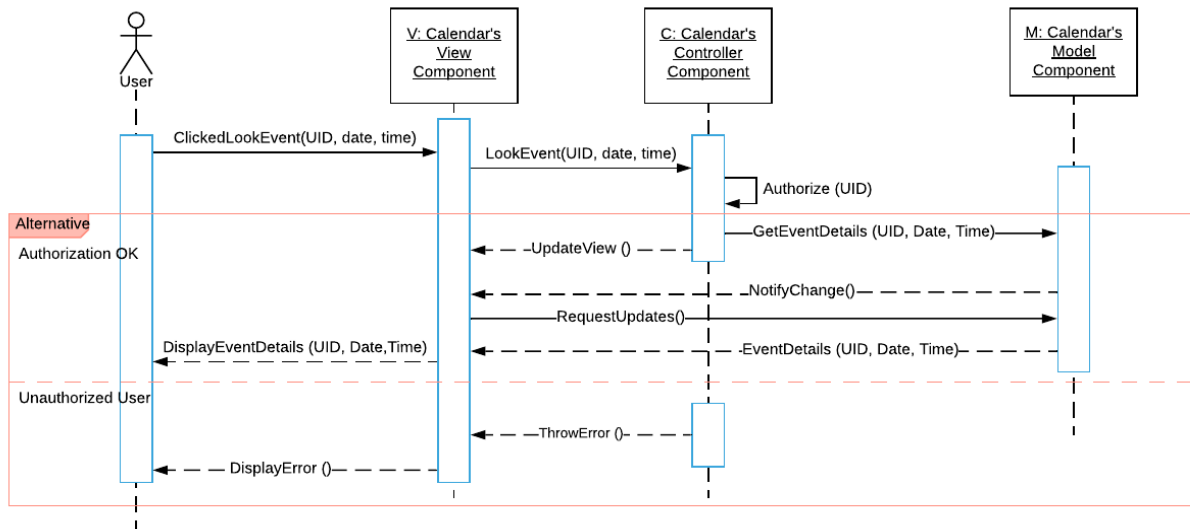 User
V: Calendar's
View
Component
C: Calendar's
Controller
Component
M: Calendar's
Model
Component
ClickedLookEvent(UID, date, time)
LookEvent(UID, date, time)
Authorize (UID)
Alternative
Authorization OK
GetEventDetails (UID, Date, Time)
UpdateView ()
NotifyChange()
RequestUpdates()
DisplayEventDetails (UID, Date,Time)
EventDetails (UID, Date, Time)
Unauthorized User
ThrowError ()
DisplayError ()